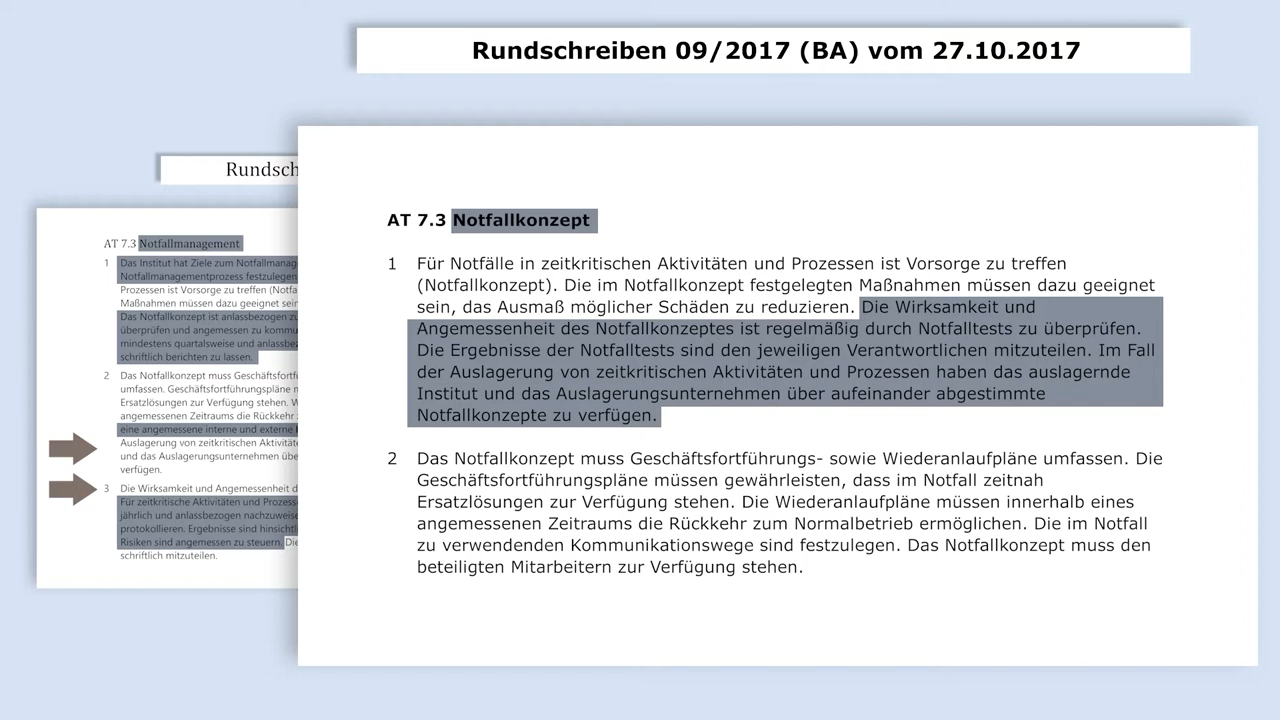 Rundschreiben 09/2017 (BA) vom 27.10.2017
AT 7.3 Notfallkonzept
1 Für Notfälle in zeitkritischen Aktivitäten und Prozessen ist Vorsorge zu treffen
(Notfallkonzept). Die im Notfallkonzept festgelegten Maßnahmen müssen dazu geeignet
sein, das Ausmaß möglicher Schäden zu reduzieren. Die Wirksamkeit und
Angemessenheit des Notfallkonzeptes ist regelmäßig durch Notfalltests zu überprüfen.
Die Ergebnisse der Notfalltests sind den jeweiligen Verantwortlichen mitzuteilen. Im Fall
der Auslagerung von zeitkritischen Aktivitäten und Prozessen haben das auslagernde
Institut und das Auslagerungsunternehmen über aufeinander abgestimmte
Notfallkonzepte zu verfügen.
2 Das Notfallkonzept muss Geschäftsfortführungs- sowie Wiederanlaufpläne umfassen. Die
Geschäftsfortführungspläne müssen gewährleisten, dass im Notfall zeitnah
Ersatzlösungen zur Verfügung stehen. Die Wiederanlaufpläne müssen innerhalb eines
angemessenen Zeitraums die Rückkehr zum Normalbetrieb ermöglichen. Die im Notfall
zu verwendenden Kommunikationswege sind festzulegen. Das Notfallkonzept muss den
beteiligten Mitarbeitern zur Verfügung stehen.
Rundsch
AT 7.3 Notfallmanagement
1 Das Institut hat Ziele zum Notfallmanag
Notfallmanagementprozess festzulegen
Prozessen ist Vorsorge zu treffen (Notfa
Maßnahmen müssen dazu geeignet sein
Das Notfallkonzept ist anlassbezogen zu
überprüfen und angemessen zu kommu
mindestens quartalsweise und anlassbez
schriftlich berichten zu lassen.
2 Das Notfallkonzept muss Geschäftsfortf
umfassen. Geschäftsfortführungspläne m
Ersatzlösungen zur Verfügung stehen. W
angemessenen Zeitraums die Rückkehr
eine angemessene interne und externe
Auslagerung von zeitkritischen Aktivität
und das Auslagerungsunternehmen übe
verfügen.
3 Die Wirksamkeit und Angemessenheit d
Für zeitkritische Aktivitäten und Prozess
jährlich und anlassbezogen nachzuweise
protokollieren. Ergebnisse sind hinsichtl
Risiken sind angemessen zu steuern. Die
schriftlich mitzuteilen.